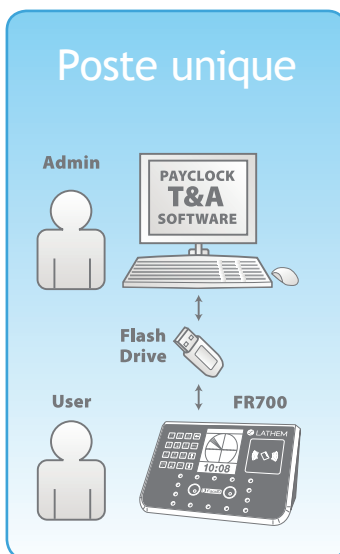 Poste unique
Admin
PAYCLOCK
T&A
SOFTWARE
Flash
Drive
User
FR700
LATHEM
10:08